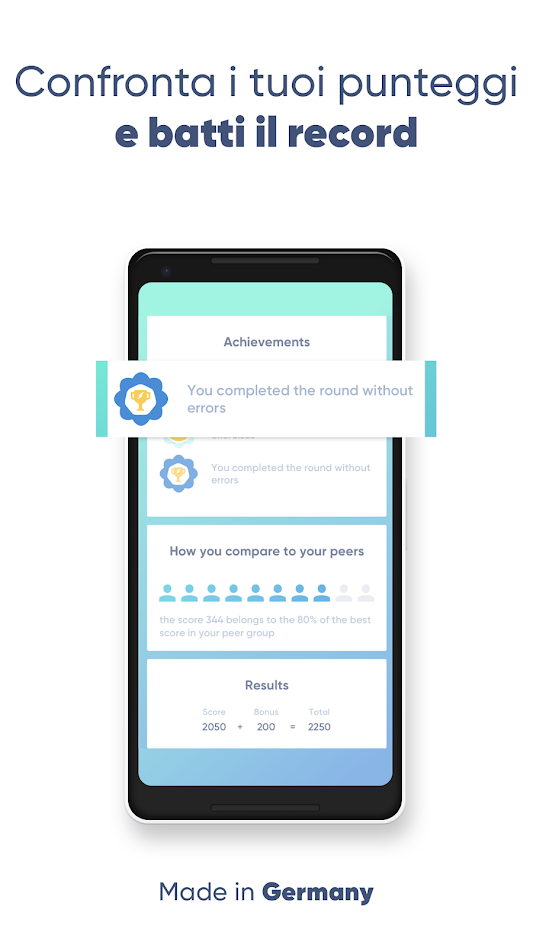 Confronta i tuoi punteggi
e batti il record
Achievements
You completed the round without
errors
You completed the round without
errors
How you compare to your peers
the score 344 belongs to the 80% of the best
score in your peer group
Results
Score Bonus Total
2050 + 200 = 2250
Made in Germany